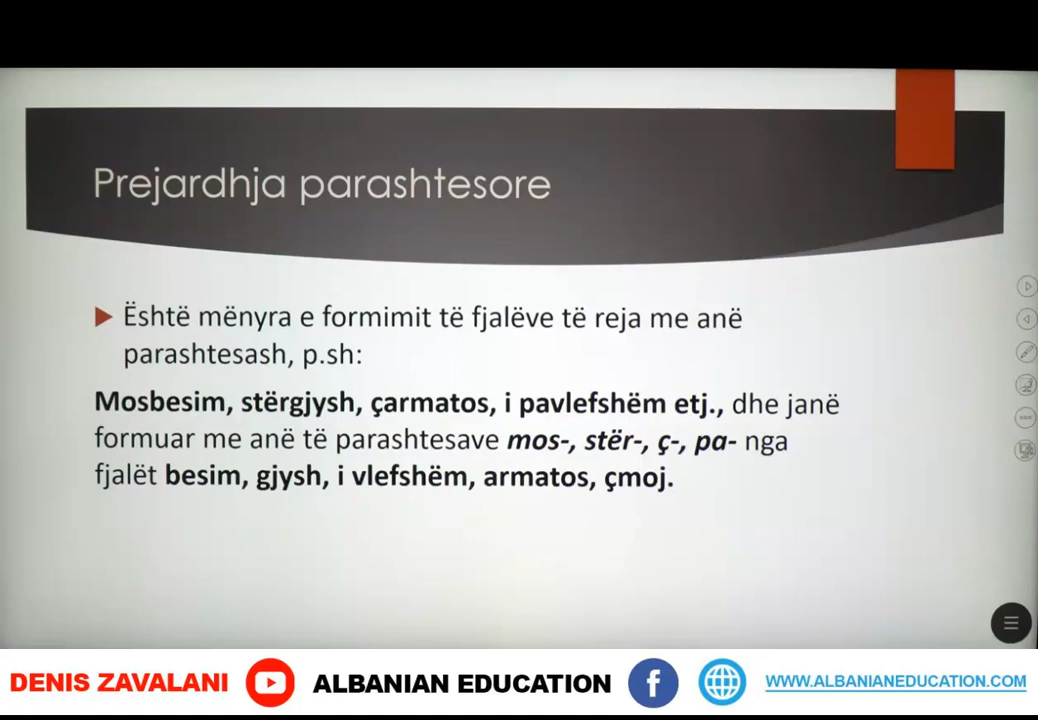 Prejardhja parashtesore
Është mënyra e formimit të fjalëve të reja me anë
parashtesash, p.sh:
Mosbesim, stërgjysh, çarmatos, i pavlefshëm etj., dhe janë
formuar me anë të parashtesave mos-, stër-, ç-, pa- nga
fjalët besim, gjysh, i vlefshëm, armatos, çmoj.
DENIS ZAVALANI ALBANIAN EDUCATION f WWW.ALBANIANEDUCATION.COM